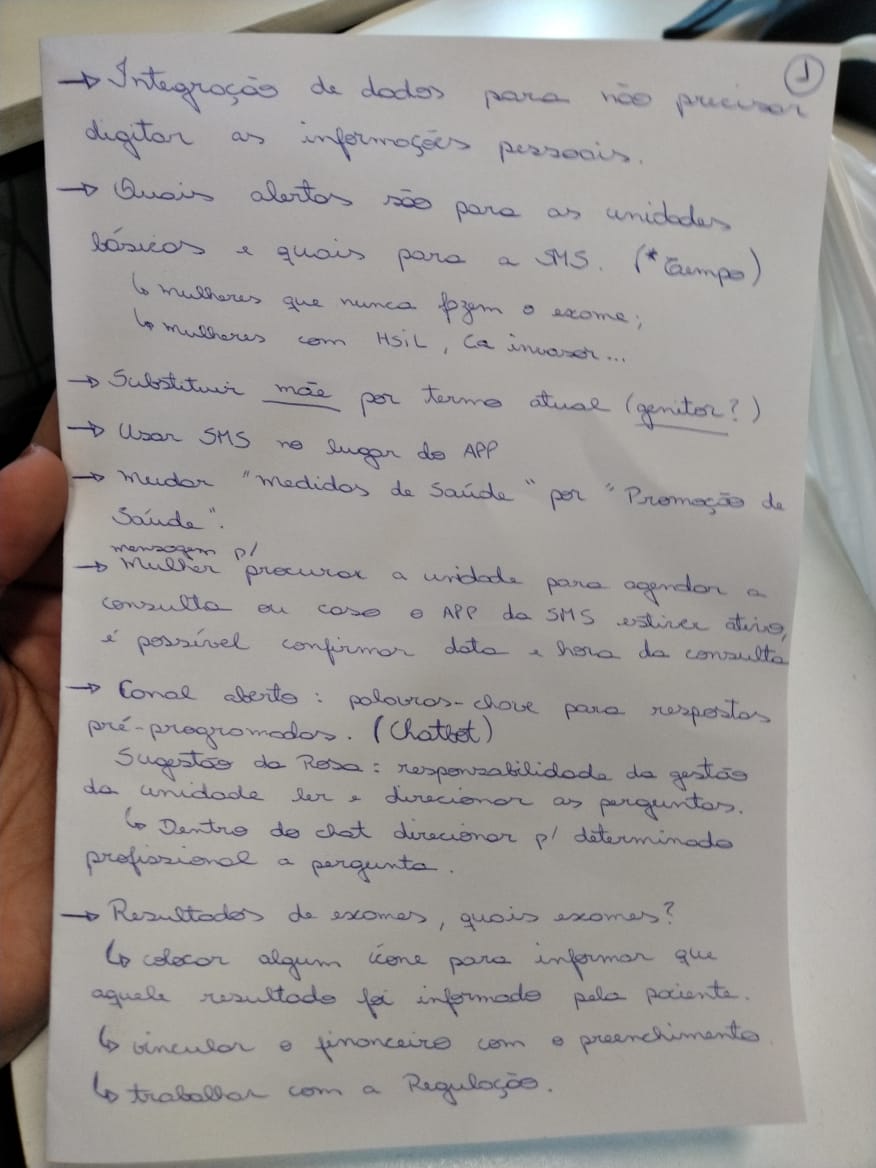 1
→ Integração de dados para não precisar
digitar as informações pessoais.
→ Quais alertas são para as unidades
básicas e quais para a SMS. (*tempo)
↳ mulheres que nunca fazem o exame;
↳ mulheres com HSIL, Ca invasor...
→ Substituir mãe por termo atual (genitor?)
→ Usar SMS no lugar do APP
→ Mudar "Medidas de Saúde" por "Promoção de
Saúde".
mensagem p/
→ Mulher procurar a unidade para agendar a
consulta ou caso o APP da SMS estiver ativo,
é possível confirmar data e hora da consulta
→ Canal aberto: palavras-chave para respostas
pré-programadas. (Chatbot)
Sugestão da Rosa: responsabilidade da gestão
da unidade ler e direcionar as perguntas.
↳ Dentro do chat direcionar p/ determinado
profissional a pergunta.
→ Resultados de exames, quais exames?
↳ colocar algum ícone para informar que
aquele resultado foi informado pela paciente.
↳ vincular o financeiro com o preenchimento.
↳ trabalhar com a Regulação.